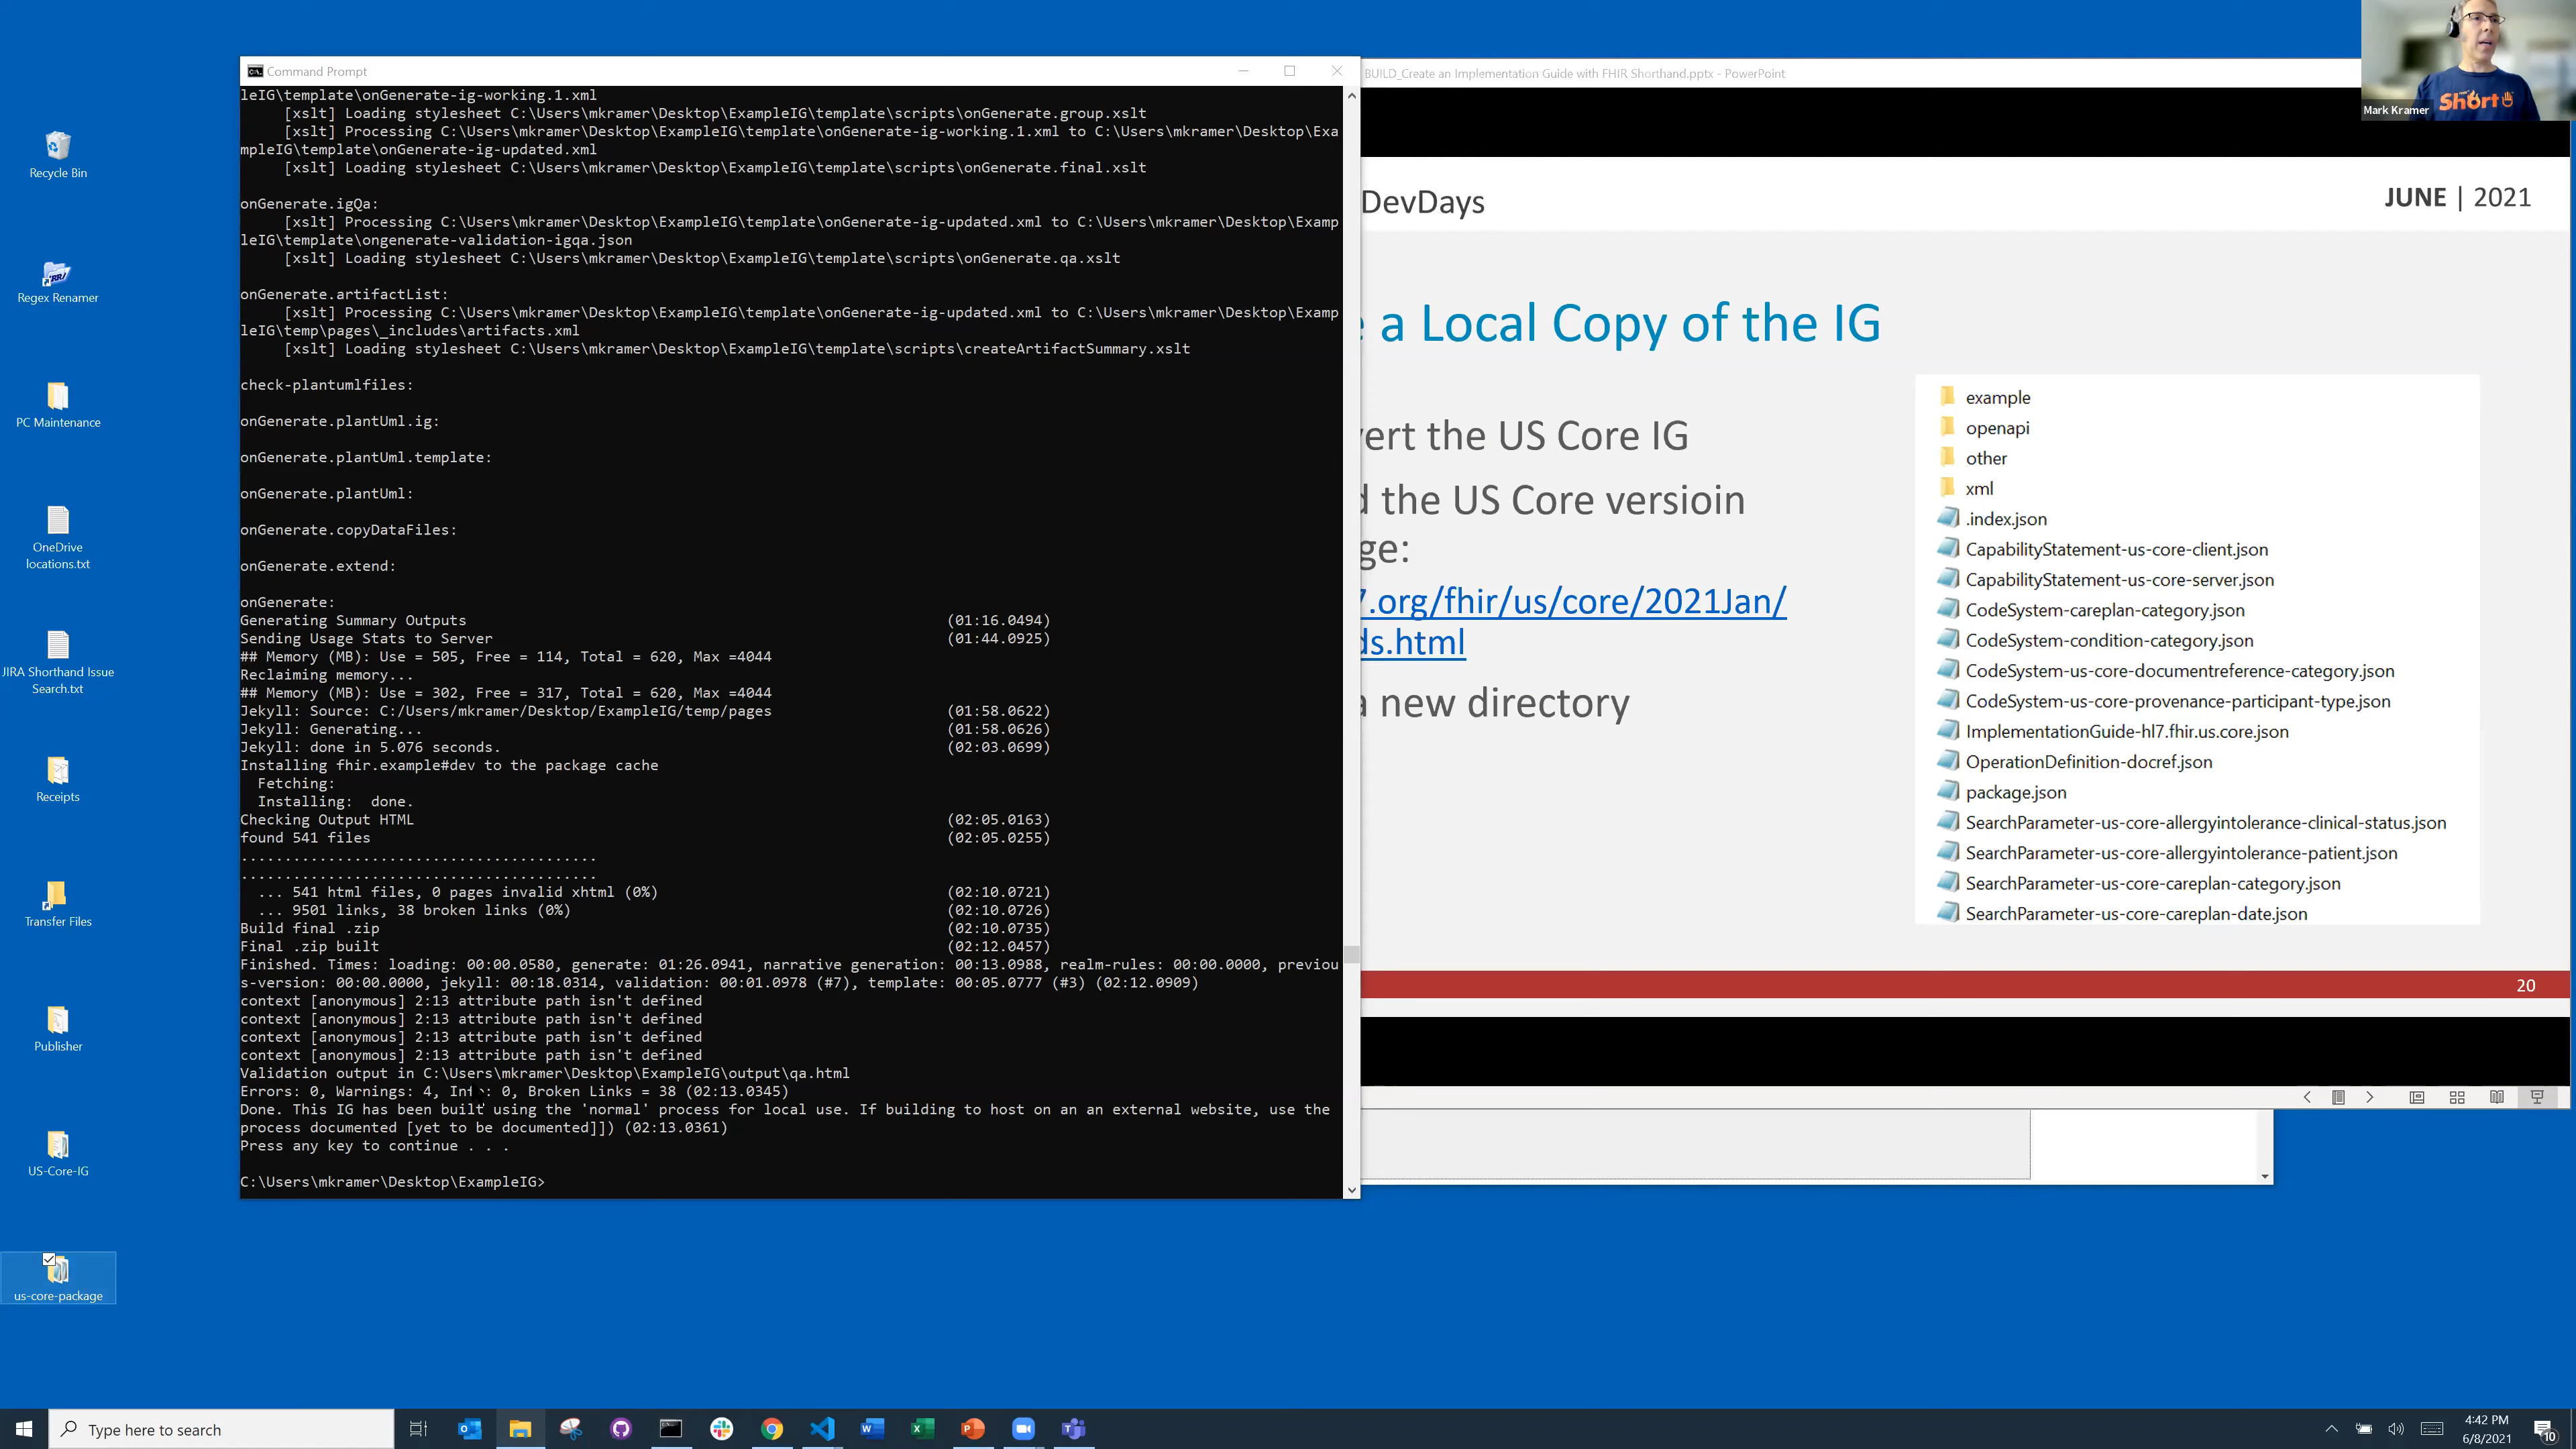 Command Prompt
leIG\template\onGenerate-ig-working.1.xml
[xslt] Loading stylesheet C:\Users\mkramer\Desktop\ExampleIG\template\scripts\onGenerate.group.xslt
[xslt] Processing C:\Users\mkramer\Desktop\ExampleIG\template\onGenerate-ig-working.1.xml to C:\Users\mkramer\Desktop\Exa
mpleIG\template\onGenerate-ig-updated.xml
[xslt] Loading stylesheet C:\Users\mkramer\Desktop\ExampleIG\template\scripts\onGenerate.final.xslt
onGenerate.igQa:
[xslt] Processing C:\Users\mkramer\Desktop\ExampleIG\template\onGenerate-ig-updated.xml to C:\Users\mkramer\Desktop\Examp
leIG\template\ongenerate-validation-igqa.json
[xslt] Loading stylesheet C:\Users\mkramer\Desktop\ExampleIG\template\scripts\onGenerate.qa.xslt
onGenerate.artifactList:
[xslt] Processing C:\Users\mkramer\Desktop\ExampleIG\template\onGenerate-ig-updated.xml to C:\Users\mkramer\Desktop\Examp
leIG\temp\pages\_includes\artifacts.xml
[xslt] Loading stylesheet C:\Users\mkramer\Desktop\ExampleIG\template\scripts\createArtifactSummary.xslt
check-plantumlfiles:
onGenerate.plantUml.ig:
onGenerate.plantUml.template:
onGenerate.plantUml:
onGenerate.copyDataFiles:
onGenerate.extend:
onGenerate:
Generating Summary Outputs (01:16.0494)
Sending Usage Stats to Server (01:44.0925)
## Memory (MB): Use = 505, Free = 114, Total = 620, Max =4044
Reclaiming memory...
## Memory (MB): Use = 302, Free = 317, Total = 620, Max =4044
Jekyll: Source: C:/Users/mkramer/Desktop/ExampleIG/temp/pages (01:58.0622)
Jekyll: Generating... (01:58.0626)
Jekyll: done in 5.076 seconds. (02:03.0699)
Installing fhir.example#dev to the package cache
Fetching:
Installing: done.
Checking Output HTML (02:05.0163)
found 541 files (02:05.0255)
.........................................
.........................................
... 541 html files, 0 pages invalid xhtml (0%) (02:10.0721)
... 9501 links, 38 broken links (0%) (02:10.0726)
Build final .zip (02:10.0735)
Final .zip built (02:12.0457)
Finished. Times: loading: 00:00.0580, generate: 01:26.0941, narrative generation: 00:13.0988, realm-rules: 00:00.0000, previou
s-version: 00:00.0000, jekyll: 00:18.0314, validation: 00:01.0978 (#7), template: 00:05.0777 (#3) (02:12.0909)
context [anonymous] 2:13 attribute path isn't defined
context [anonymous] 2:13 attribute path isn't defined
context [anonymous] 2:13 attribute path isn't defined
context [anonymous] 2:13 attribute path isn't defined
Validation output in C:\Users\mkramer\Desktop\ExampleIG\output\qa.html
Errors: 0, Warnings: 4, Info: 0, Broken Links = 38 (02:13.0345)
Done. This IG has been built using the 'normal' process for local use. If building to host on an an external website, use the
process documented [yet to be documented]]) (02:13.0361)
Press any key to continue . . .
C:\Users\mkramer\Desktop\ExampleIG>
BUILD_Create an Implementation Guide with FHIR Shorthand.pptx - PowerPoint
DevDays
JUNE | 2021
a Local Copy of the IG
vert the US Core IG
d the US Core versioin
ge:
7.org/fhir/us/core/2021Jan/
ds.html
a new directory
example
openapi
other
xml
.index.json
CapabilityStatement-us-core-client.json
CapabilityStatement-us-core-server.json
CodeSystem-careplan-category.json
CodeSystem-condition-category.json
CodeSystem-us-core-documentreference-category.json
CodeSystem-us-core-provenance-participant-type.json
ImplementationGuide-hl7.fhir.us.core.json
OperationDefinition-docref.json
package.json
SearchParameter-us-core-allergyintolerance-clinical-status.json
SearchParameter-us-core-allergyintolerance-patient.json
SearchParameter-us-core-careplan-category.json
SearchParameter-us-core-careplan-date.json
20
Mark Kramer
Short
Recycle Bin
Regex Renamer
PC Maintenance
OneDrive
locations.txt
JIRA Shorthand Issue
Search.txt
Receipts
Transfer Files
Publisher
US-Core-IG
us-core-package
Type here to search
4:42 PM
6/8/2021
10